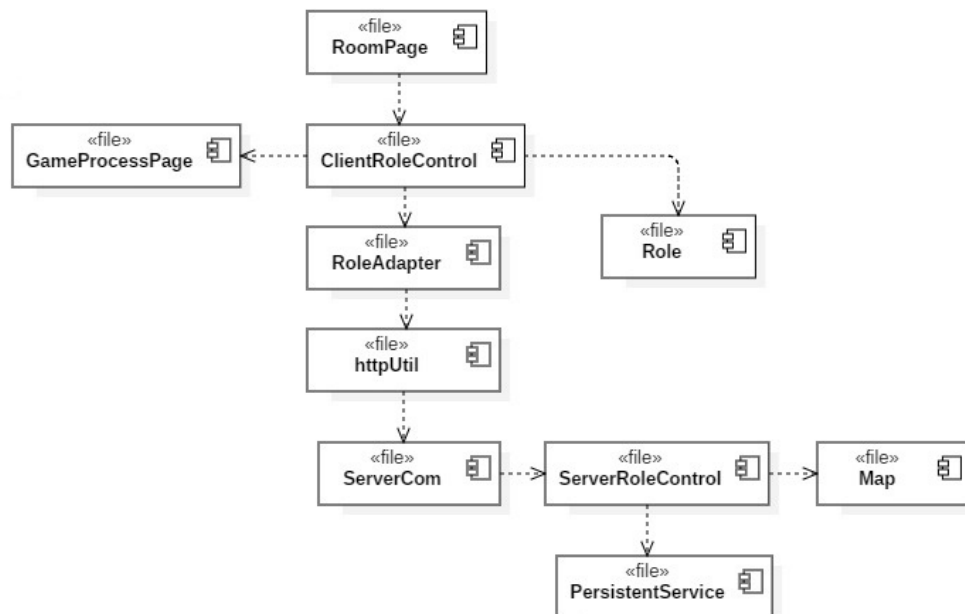 «file»
RoomPage
«file»
GameProcessPage
«file»
ClientRoleControl
«file»
RoleAdapter
«file»
Role
«file»
httpUtil
«file»
ServerCom
«file»
ServerRoleControl
«file»
Map
«file»
PersistentService